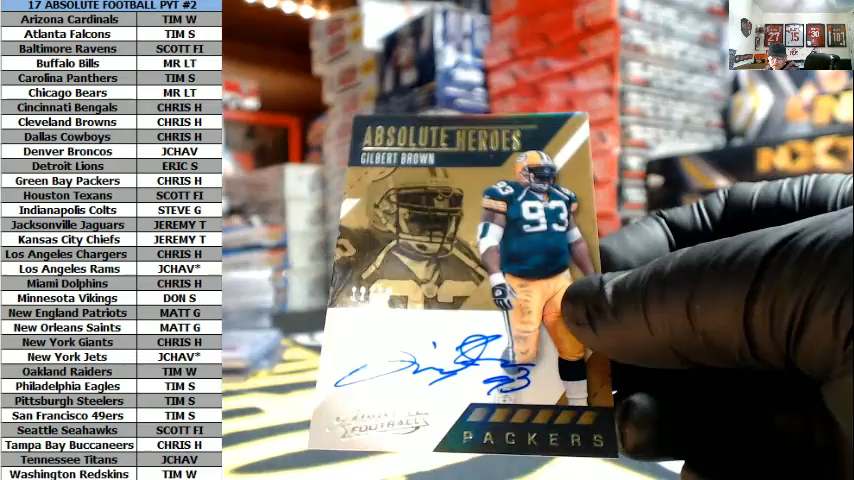 17 ABSOLUTE FOOTBALL PYT #2
Arizona Cardinals TIM W
Atlanta Falcons TIM S
Baltimore Ravens SCOTT FI
Buffalo Bills MR LT
Carolina Panthers TIM S
Chicago Bears MR LT
Cincinnati Bengals CHRIS H
Cleveland Browns CHRIS H
Dallas Cowboys CHRIS H
Denver Broncos JCHAV
Detroit Lions ERIC S
Green Bay Packers CHRIS H
Houston Texans SCOTT FI
Indianapolis Colts STEVE G
Jacksonville Jaguars JEREMY T
Kansas City Chiefs JEREMY T
Los Angeles Chargers CHRIS H
Los Angeles Rams JCHAV*
Miami Dolphins CHRIS H
Minnesota Vikings DON S
New England Patriots MATT G
New Orleans Saints MATT G
New York Giants CHRIS H
New York Jets JCHAV*
Oakland Raiders TIM W
Philadelphia Eagles TIM S
Pittsburgh Steelers TIM S
San Francisco 49ers TIM S
Seattle Seahawks SCOTT FI
Tampa Bay Buccaneers CHRIS H
Tennessee Titans JCHAV
Washington Redskins TIM W
ABSOLUTE HEROES
GILBERT BROWN
93
93
93
FOOTBALL
PACKERS
27
15
30